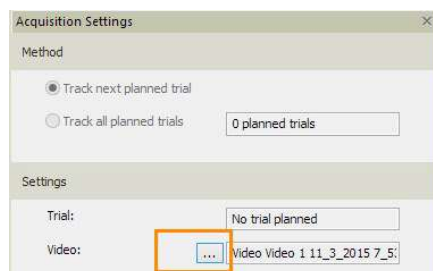 Acquisition Settings
Method
Track next planned trial
Track all planned trials 0 planned trials
Settings
Trial: No trial planned
Video: ... Video Video 1 11_3_2015 7_5